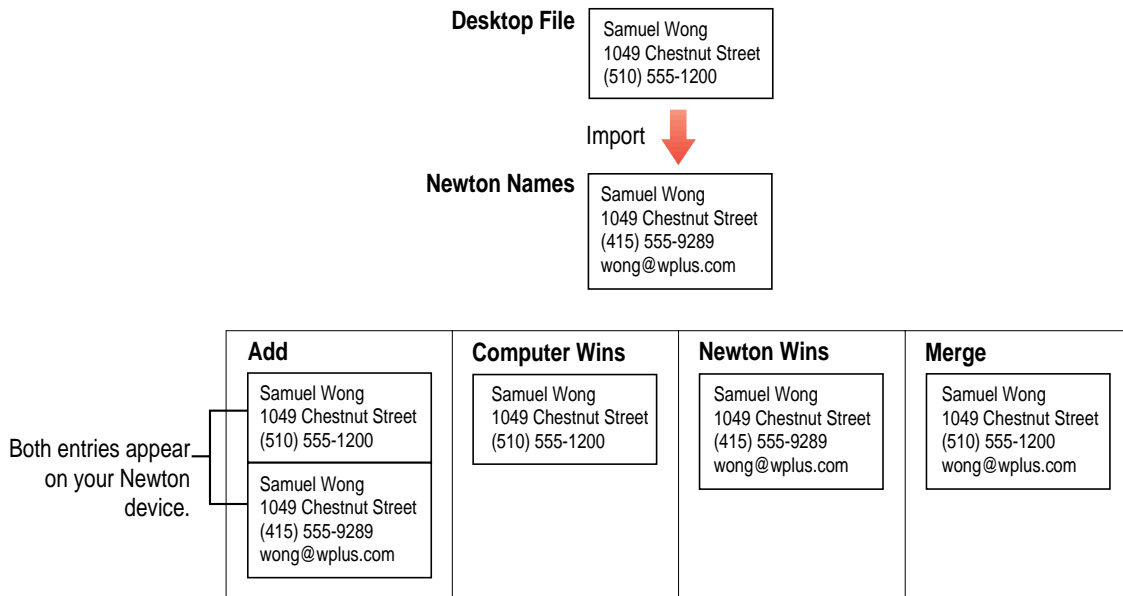 Desktop File
Samuel Wong
1049 Chestnut Street
(510) 555-1200
Import
Newton Names
Samuel Wong
1049 Chestnut Street
(415) 555-9289
wong@wplus.com
Both entries appear
on your Newton
device.
Add
Samuel Wong
1049 Chestnut Street
(510) 555-1200
Samuel Wong
1049 Chestnut Street
(415) 555-9289
wong@wplus.com
Computer Wins
Samuel Wong
1049 Chestnut Street
(510) 555-1200
Newton Wins
Samuel Wong
1049 Chestnut Street
(415) 555-9289
wong@wplus.com
Merge
Samuel Wong
1049 Chestnut Street
(510) 555-1200
wong@wplus.com